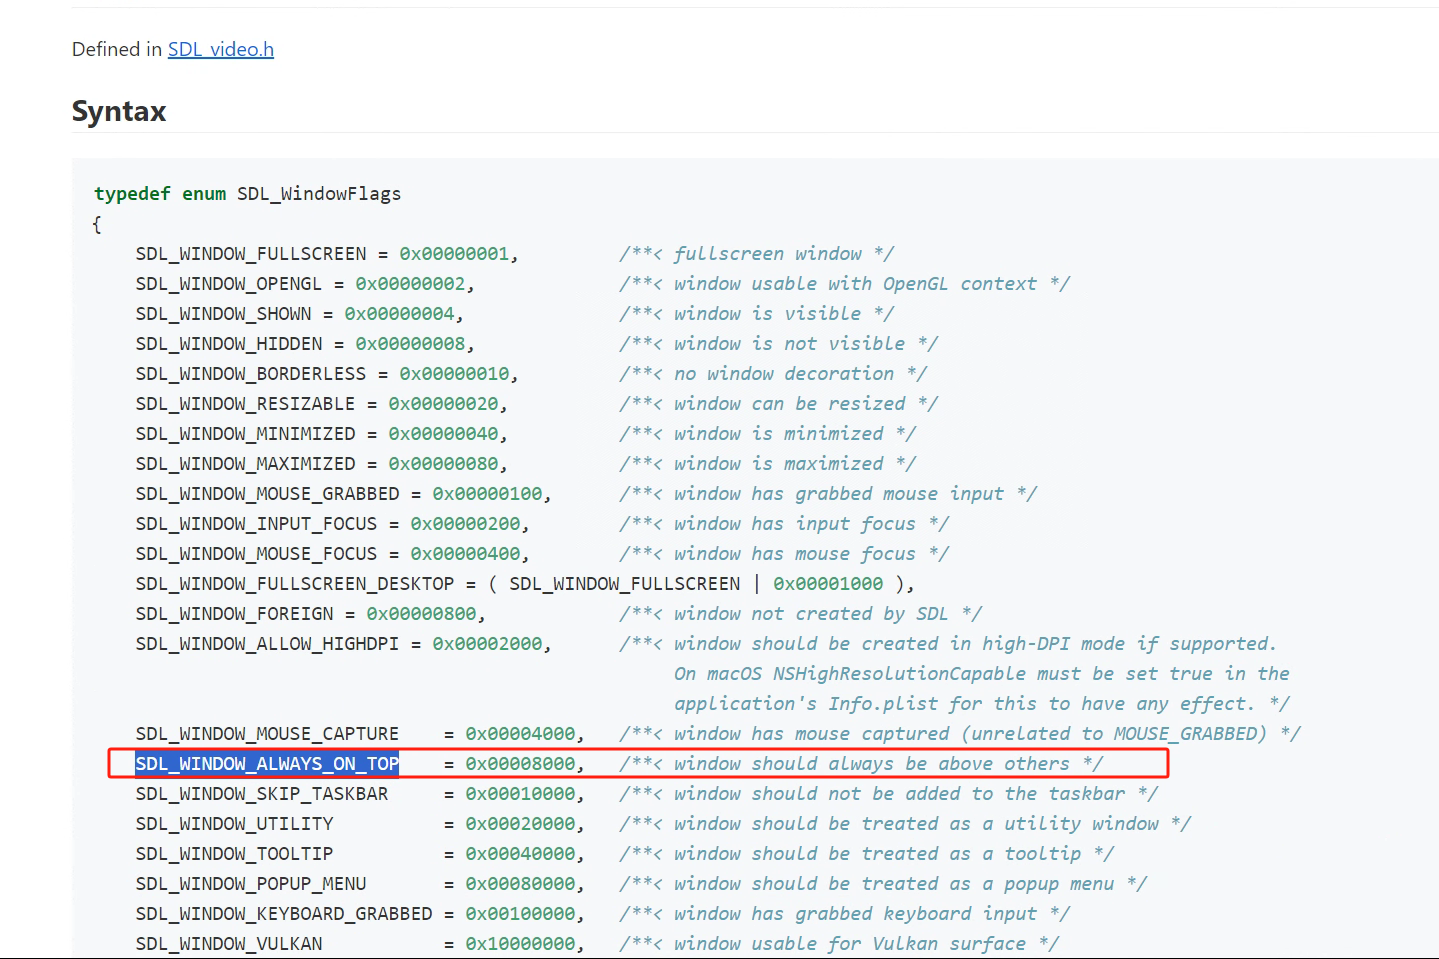 Defined in SDL_video.h
Syntax
typedef enum SDL_WindowFlags
{
SDL_WINDOW_FULLSCREEN = 0x00000001, /**< fullscreen window */
SDL_WINDOW_OPENGL = 0x00000002, /**< window usable with OpenGL context */
SDL_WINDOW_SHOWN = 0x00000004, /**< window is visible */
SDL_WINDOW_HIDDEN = 0x00000008, /**< window is not visible */
SDL_WINDOW_BORDERLESS = 0x00000010, /**< no window decoration */
SDL_WINDOW_RESIZABLE = 0x00000020, /**< window can be resized */
SDL_WINDOW_MINIMIZED = 0x00000040, /**< window is minimized */
SDL_WINDOW_MAXIMIZED = 0x00000080, /**< window is maximized */
SDL_WINDOW_MOUSE_GRABBED = 0x00000100, /**< window has grabbed mouse input */
SDL_WINDOW_INPUT_FOCUS = 0x00000200, /**< window has input focus */
SDL_WINDOW_MOUSE_FOCUS = 0x00000400, /**< window has mouse focus */
SDL_WINDOW_FULLSCREEN_DESKTOP = ( SDL_WINDOW_FULLSCREEN | 0x00001000 ),
SDL_WINDOW_FOREIGN = 0x00000800, /**< window not created by SDL */
SDL_WINDOW_ALLOW_HIGHDPI = 0x00002000, /**< window should be created in high-DPI mode if supported.
On macOS NSHighResolutionCapable must be set true in the
application's Info.plist for this to have any effect. */
SDL_WINDOW_MOUSE_CAPTURE = 0x00004000, /**< window has mouse captured (unrelated to MOUSE_GRABBED) */
SDL_WINDOW_ALWAYS_ON_TOP = 0x00008000, /**< window should always be above others */
SDL_WINDOW_SKIP_TASKBAR = 0x00010000, /**< window should not be added to the taskbar */
SDL_WINDOW_UTILITY = 0x00020000, /**< window should be treated as a utility window */
SDL_WINDOW_TOOLTIP = 0x00040000, /**< window should be treated as a tooltip */
SDL_WINDOW_POPUP_MENU = 0x00080000, /**< window should be treated as a popup menu */
SDL_WINDOW_KEYBOARD_GRABBED = 0x00100000, /**< window has grabbed keyboard input */
SDL_WINDOW_VULKAN = 0x10000000, /**< window usable for Vulkan surface */